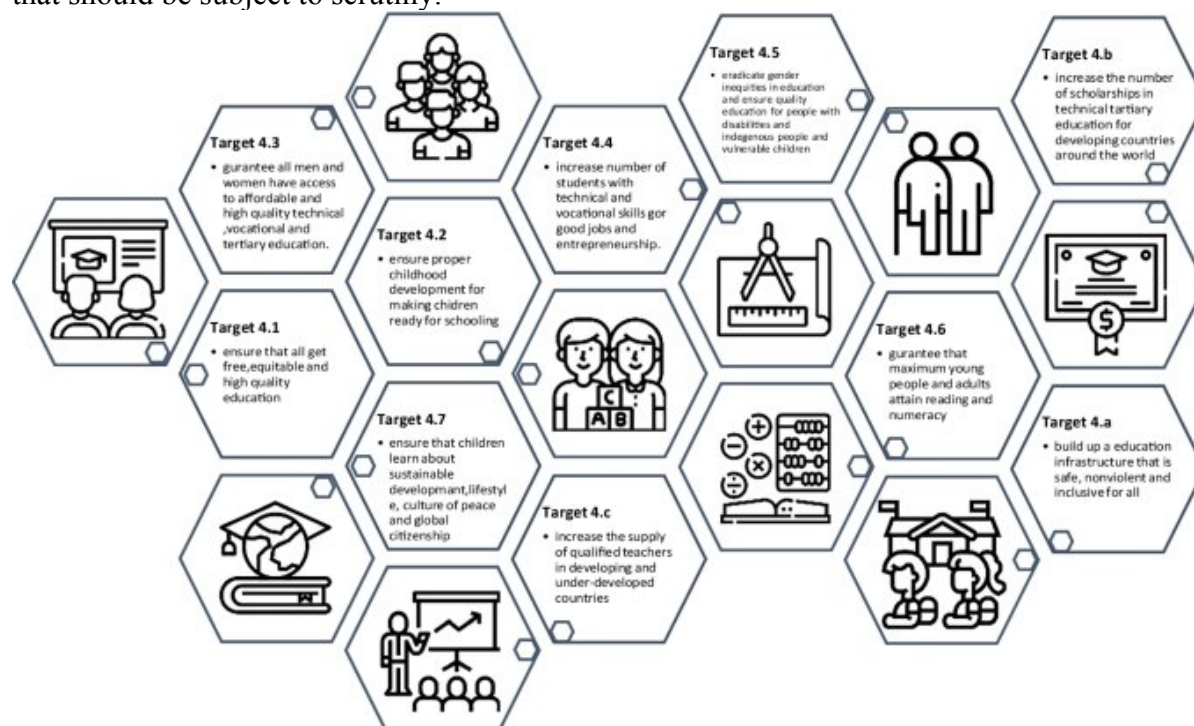 that should be subject to scrutiny.
Target 4.3
• gurantee all men and
women have access
to affordable and
high quality technical
,vocational and
tertiary education.
Target 4.1
• ensure that all get
free,equitable and
high quality
education
Target 4.2
• ensure proper
childhood
development for
making chidren
ready for schooling
Target 4.7
• ensure that children
learn about
sustainable
developmant,lifestyl
e, culture of peace
and global
citizenship
Target 4.4
• increase number of
students with
technical and
vocational skills gor
good jobs and
entrepreneurship.
C
A B
Target 4.c
• increase the supply
of qualified teachers
in developing and
under-developed
countries
Target 4.5
• eradicate gender
inequities in education
and ensure quality
education for people with
disabilities and
indegenous people and
vulnerable children
Target 4.6
• gurantee that
maximum young
people and adults
attain reading and
numeracy
Target 4.b
• increase the number
of scholarships in
technical tartiary
education for
developing countries
around the world
$
Target 4.a
• build up a education
infrastructure that is
safe, nonviolent and
inclusive for all